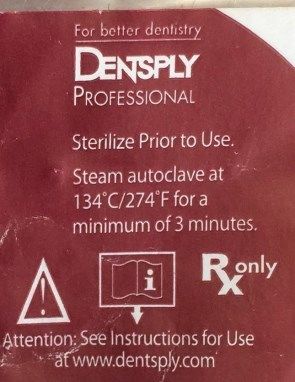 For better dentistry
DENTSPLY
PROFESSIONAL
Sterilize Prior to Use.
Steam autoclave at
134°C/274°F for a
minimum of 3 minutes.
! i Rx only
Attention: See Instructions for Use
at www.dentsply.com